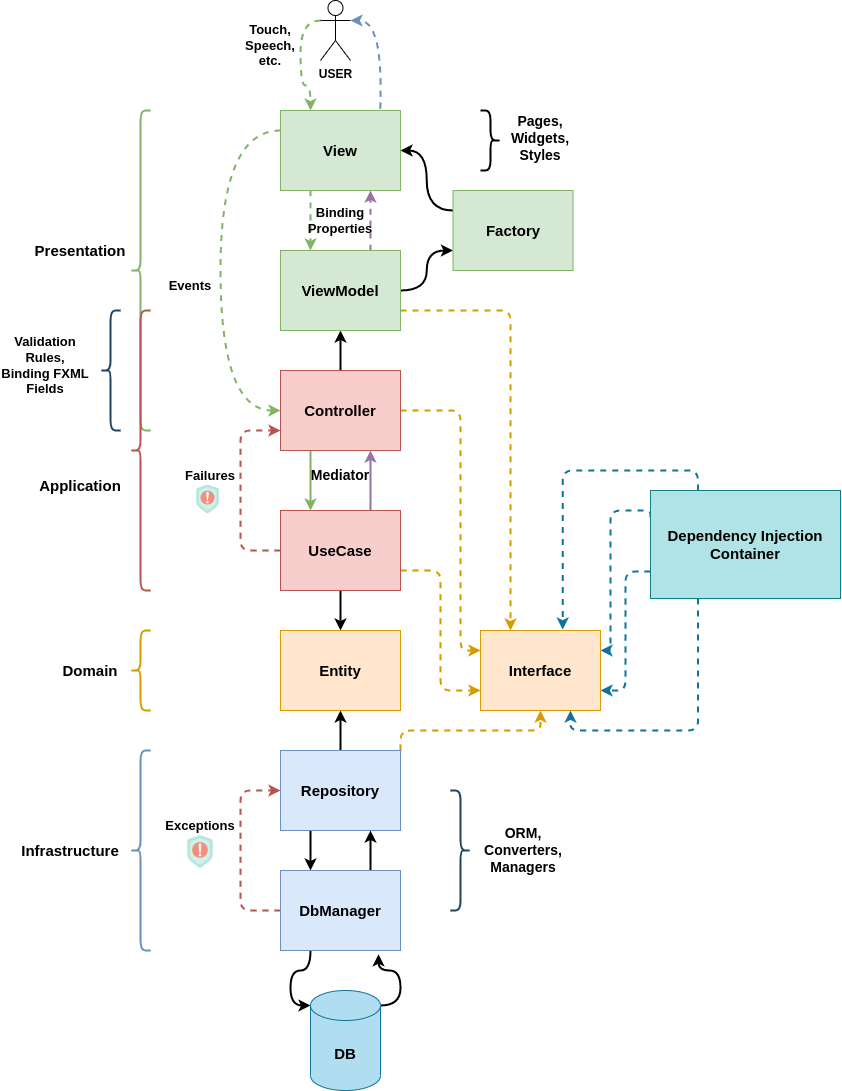 Touch,
Speech,
etc.
USER
View
Pages,
Widgets,
Styles
Binding
Properties
Factory
Presentation
Events
ViewModel
Validation
Rules,
Binding FXML
Fields
Controller
Failures
Mediator
Application
UseCase
Dependency Injection
Container
Domain
Entity
Interface
Repository
Exceptions
Infrastructure
ORM,
Converters,
Managers
DbManager
DB